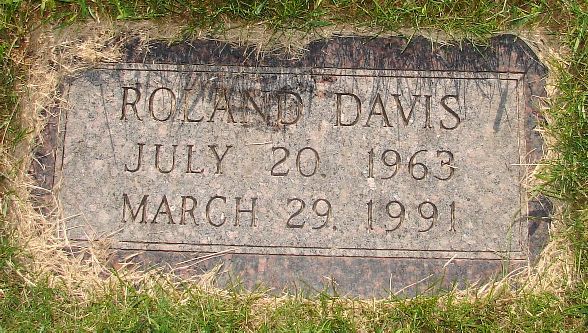 ROLAND DAVIS
JULY 20. 1963
MARCH 29. 1991